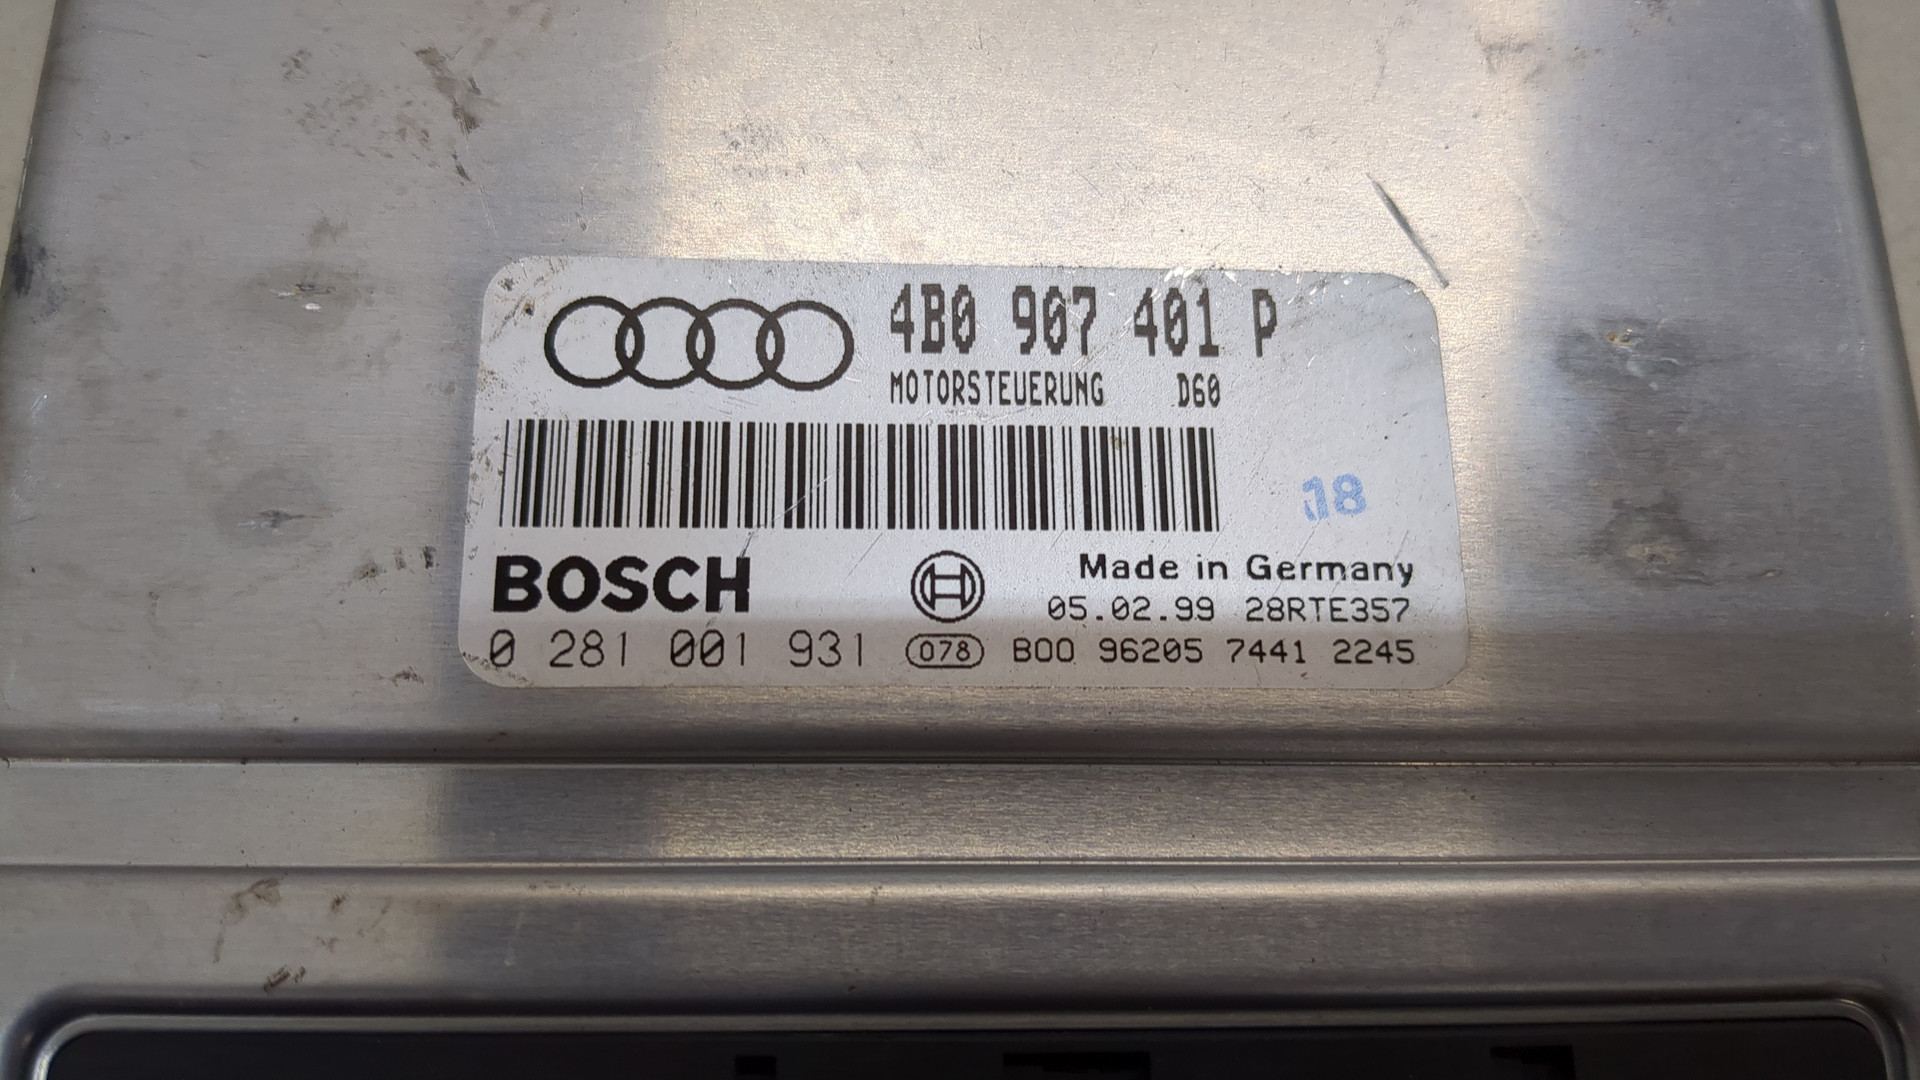 4B0 907 401 P
MOTORSTEUERUNG D60
18
BOSCH
Made in Germany
05.02.99 28RTE357
0 281 001 931 078 B00 96205 7441 2245